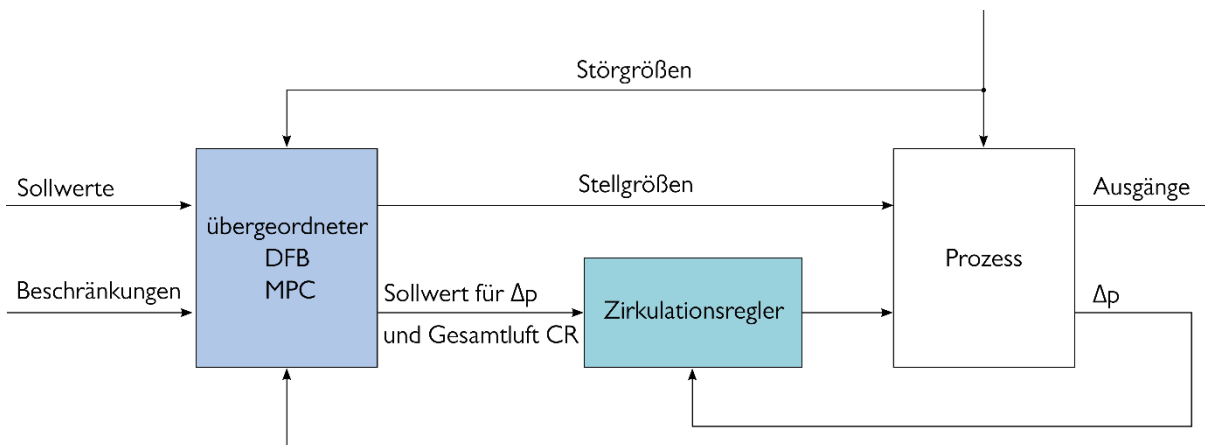 Störgrößen
Sollwerte
Stellgrößen
Ausgänge
übergeordneter
DFB
MPC
Prozess
Beschränkungen
Sollwert für Δp
und Gesamtluft CR
Zirkulationsregler
Δp